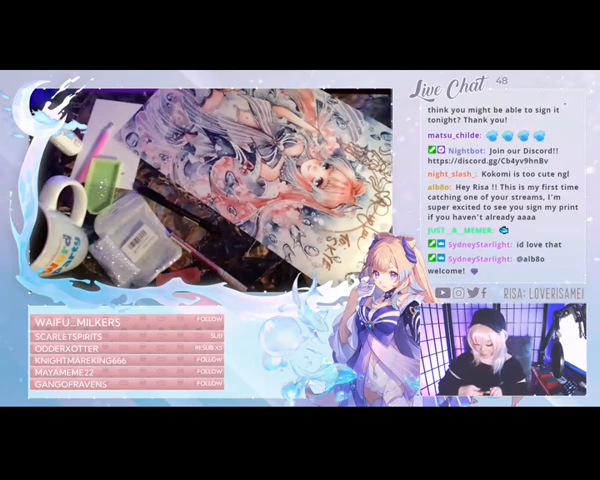 Live Chat 48
think you might be able to sign it
tonight? Thank you!
matsu_childe:
Nightbot: Join our Discord!!
https://discord.gg/Cb4yv9hnBv
night_slash_: Kokomi is too cute ngl
alb8o: Hey Risa !! This is my first time
catching one of your streams, I'm
super excited to see you sign my print
if you haven't already aaaa
JUST__A__MEMER:
SydneyStarlight: id love that
SydneyStarlight: @alb8o
welcome!
RISA: LOVERISAMEI
WAIFU_MILKERS FOLLOW
SCARLETSPIRITS SUB
ODDERXOTTER RESUB X3
KNIGHTMAREKING666 FOLLOW
MAYAMEME22 FOLLOW
GANGOFRAVENS FOLLOW